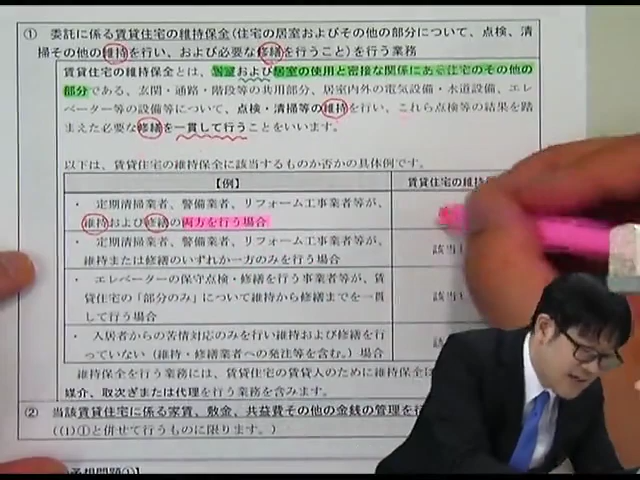 ① 委託に係る賃貸住宅の維持保全(住宅の居室およびその他の部分について、点検、清
掃その他の維持を行い、および必要な修繕を行うこと)を行う業務
賃貸住宅の維持保全とは、居室および居室の使用と密接な関係にある住宅のその他の
部分である、玄関・通路・階段等の共用部分、居室内外の電気設備・水道設備、エレ
ベーター等の設備等について、点検・清掃等の維持を行い、これら点検等の結果を踏
まえた必要な修繕を一貫して行うことをいいます。
以下は、賃貸住宅の維持保全に該当するものか否かの具体例です。
【例】
賃貸住宅の維持
・ 定期清掃業者、警備業者、リフォーム工事業者等が、
維持および修繕の両方を行う場合
・ 定期清掃業者、警備業者、リフォーム工事業者等が、
維持または修繕のいずれか一方のみを行う場合
該当し
・ エレベーターの保守点検・修繕を行う事業者等が、賃
貸住宅の「部分のみ」について維持から修繕までを一貫
して行う場合
該当し
・ 入居者からの苦情対応のみを行い維持および修繕を行
っていない(維持・修繕業者への発注等を含む。)場合
該
維持保全を行う業務には、賃貸住宅の賃貸人のために維持保全
媒介、取次ぎまたは代理を行う業務を含みます。
② 当該賃貸住宅に係る家賃、敷金、共益費その他の金銭の管理を行
((1)①と併せて行うものに限ります。)
予想問題①